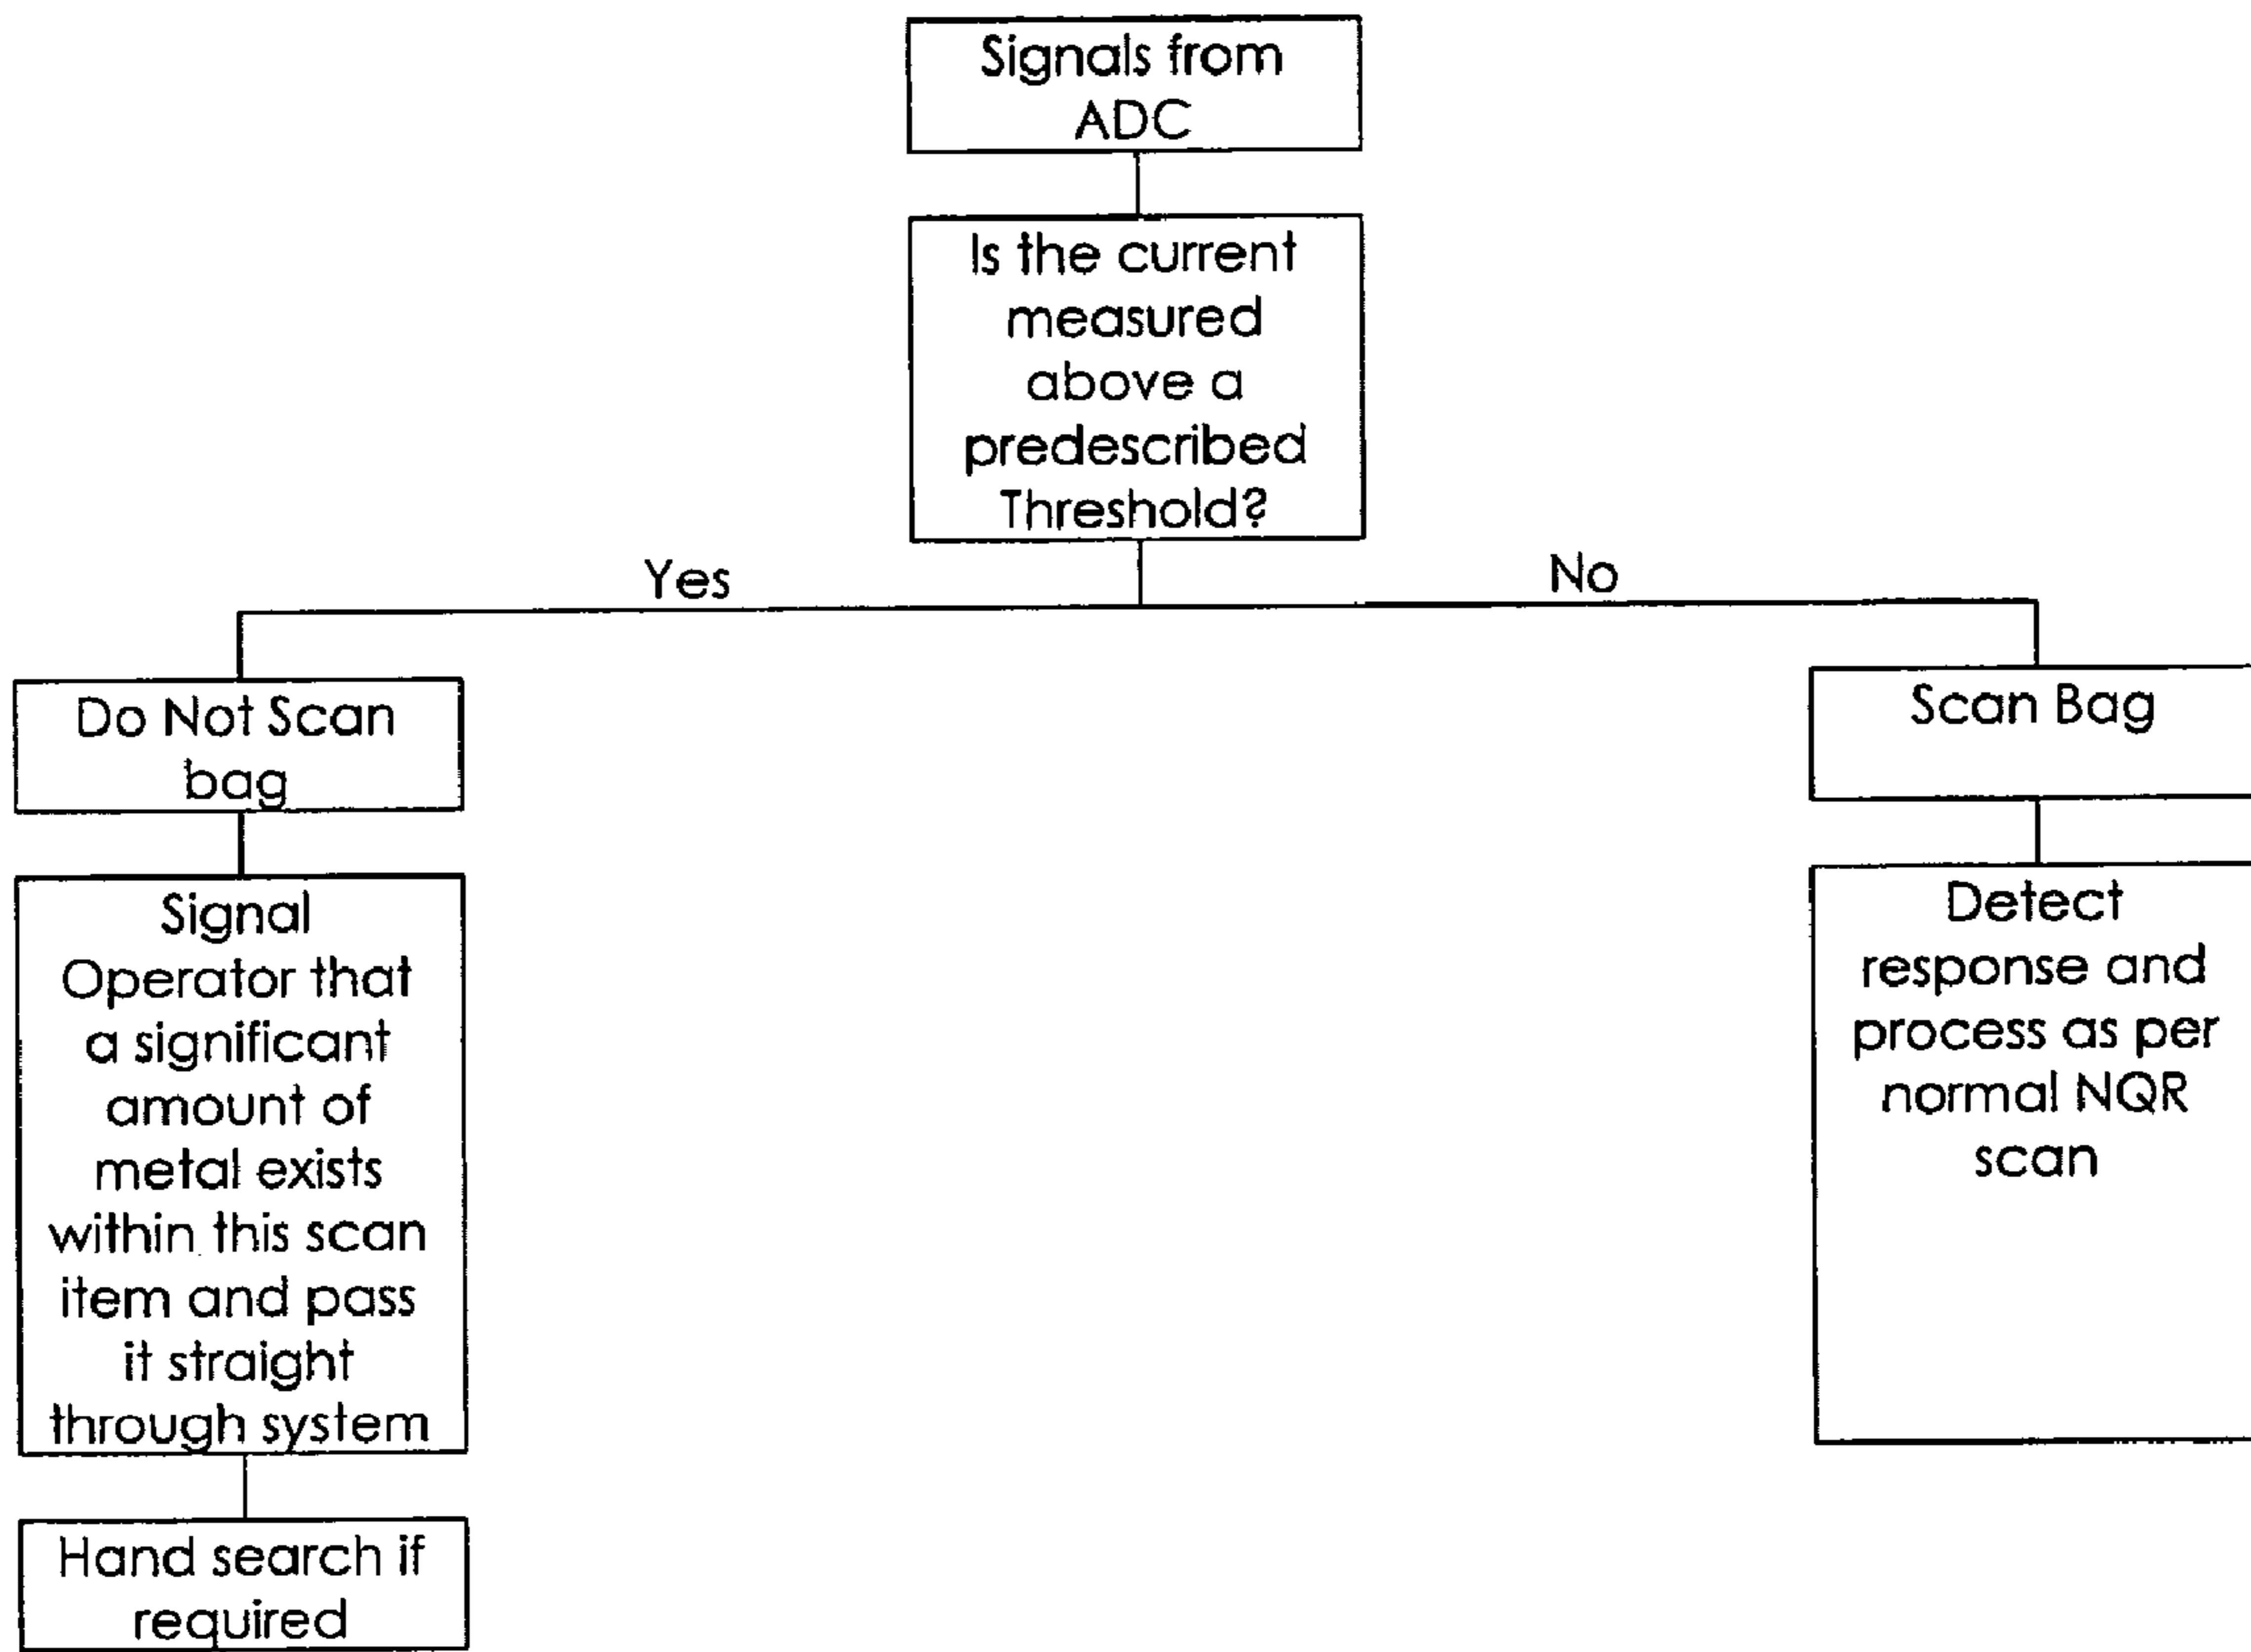 Signals from
ADC
Is the current
measured
above a
predescribed
Threshold?
Yes
No
Do Not Scan
bag
Signal
Operator that
a significant
amount of
metal exists
within this scan
item and pass
it straight
through system
Hand search if
required
Scan Bag
Detect
response and
process as per
normal NQR
scan